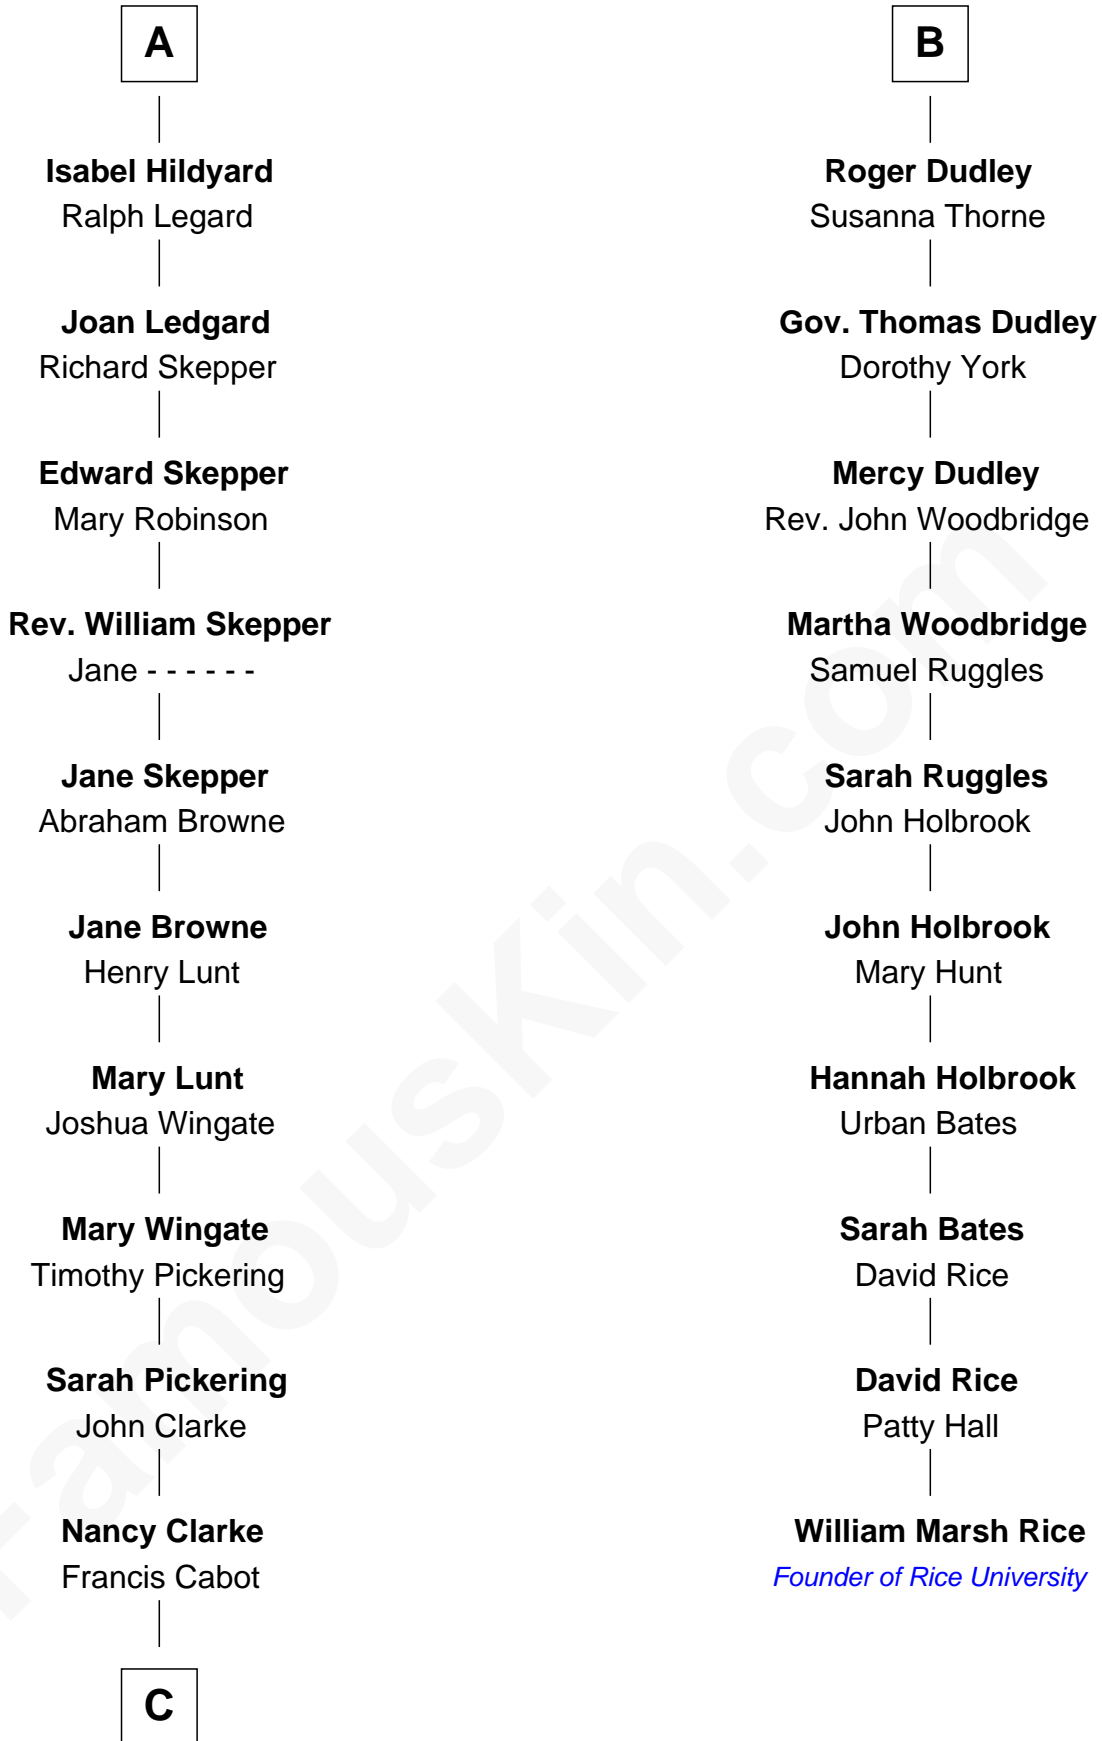 A
Isabel Hildyard
Ralph Legard
Joan Ledgard
Richard Skepper
Edward Skepper
Mary Robinson
Rev. William Skepper
Jane - - - - - -
Jane Skepper
Abraham Browne
Jane Browne
Henry Lunt
Mary Lunt
Joshua Wingate
Mary Wingate
Timothy Pickering
Sarah Pickering
John Clarke
Nancy Clarke
Francis Cabot
C
B
Roger Dudley
Susanna Thorne
Gov. Thomas Dudley
Dorothy York
Mercy Dudley
Rev. John Woodbridge
Martha Woodbridge
Samuel Ruggles
Sarah Ruggles
John Holbrook
John Holbrook
Mary Hunt
Hannah Holbrook
Urban Bates
Sarah Bates
David Rice
David Rice
Patty Hall
William Marsh Rice
Founder of Rice University
FamousKin.com